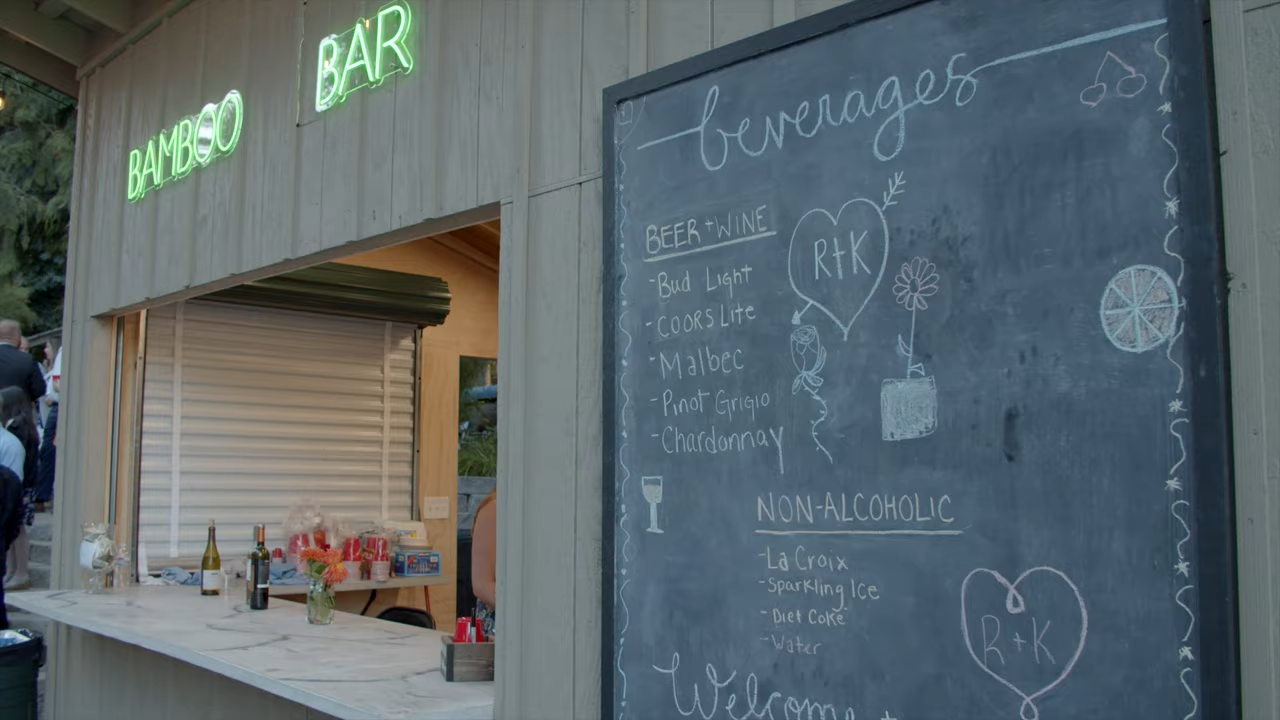 BAMBOO
BAR
beverages
BEER + WINE
R+K
-Bud Light
-COORS Lite
-Malbec
-Pinot Grigio
-Chardonnay
NON-ALCOHOLIC
-La Croix
-Sparkling Ice
-Diet Coke
-Water
R+K
Welcome